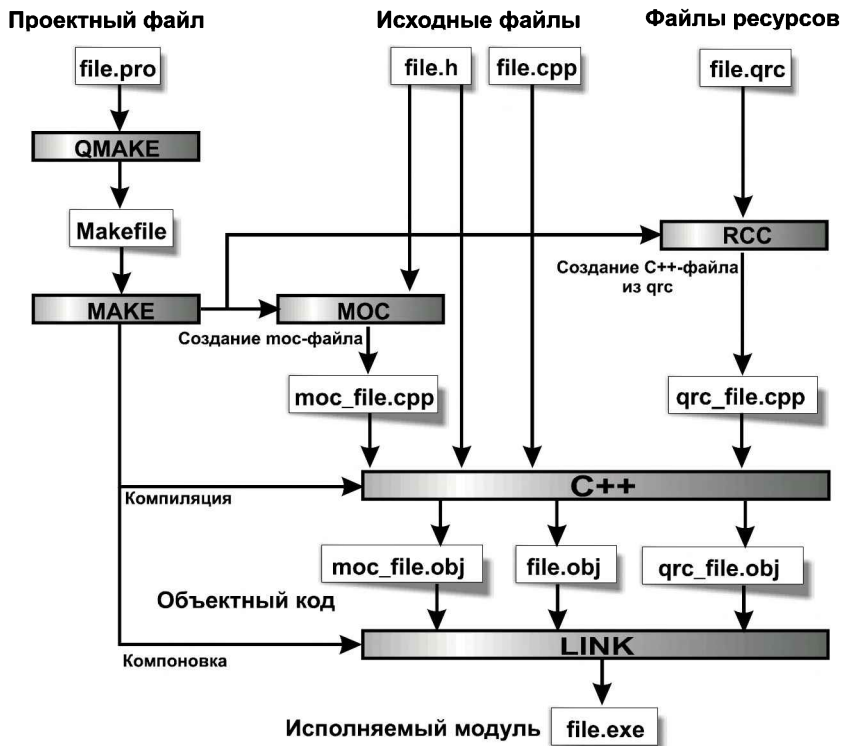 Проектный файл
Исходные файлы
Файлы ресурсов
file.pro
file.h
file.cpp
file.qrc
QMAKE
Makefile
RCC
Создание C++-файла
из qrc
MAKE
MOC
Создание moc-файла
moc_file.cpp
qrc_file.cpp
C++
Компиляция
moc_file.obj
file.obj
qrc_file.obj
Объектный код
LINK
Компоновка
Исполняемый модуль
file.exe